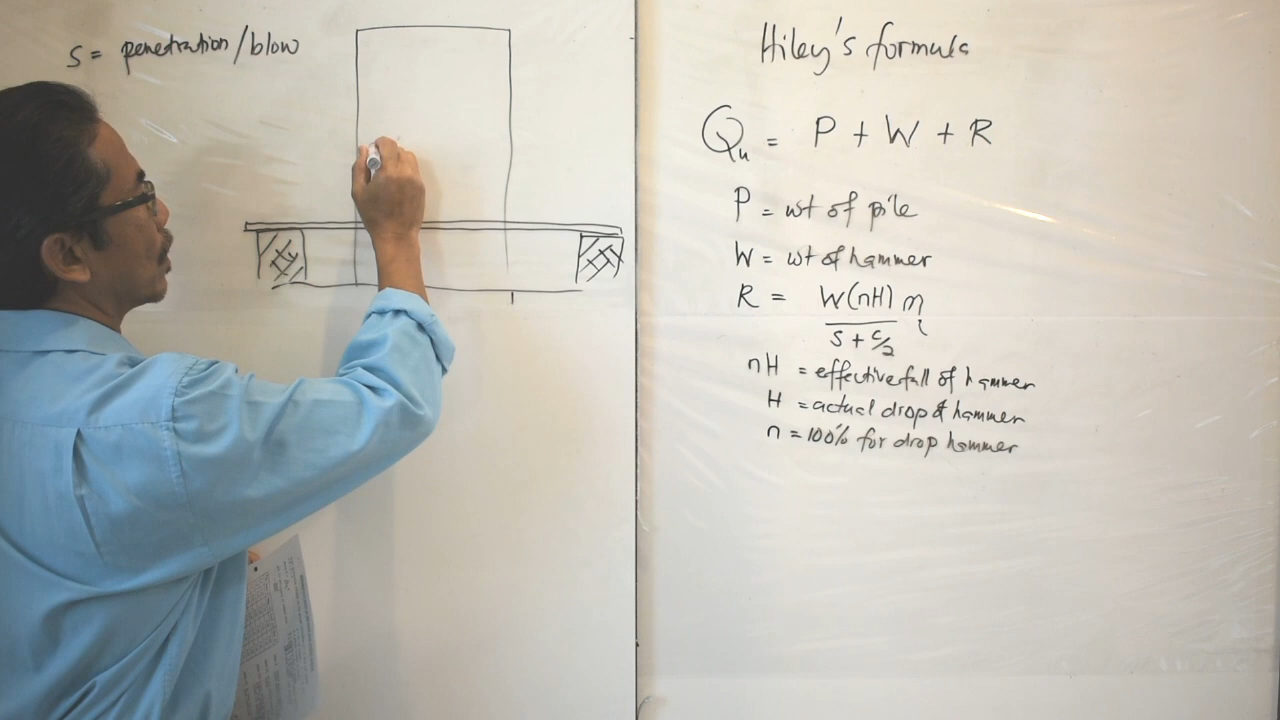 S = penetration/blow
Hiley's formula
Qu = P + W + R
P = wt of pile
W = wt of hammer
R = W(nH) η
S + c/2
nH = effective fall of hammer
H = actual drop of hammer
n = 100% for drop hammer